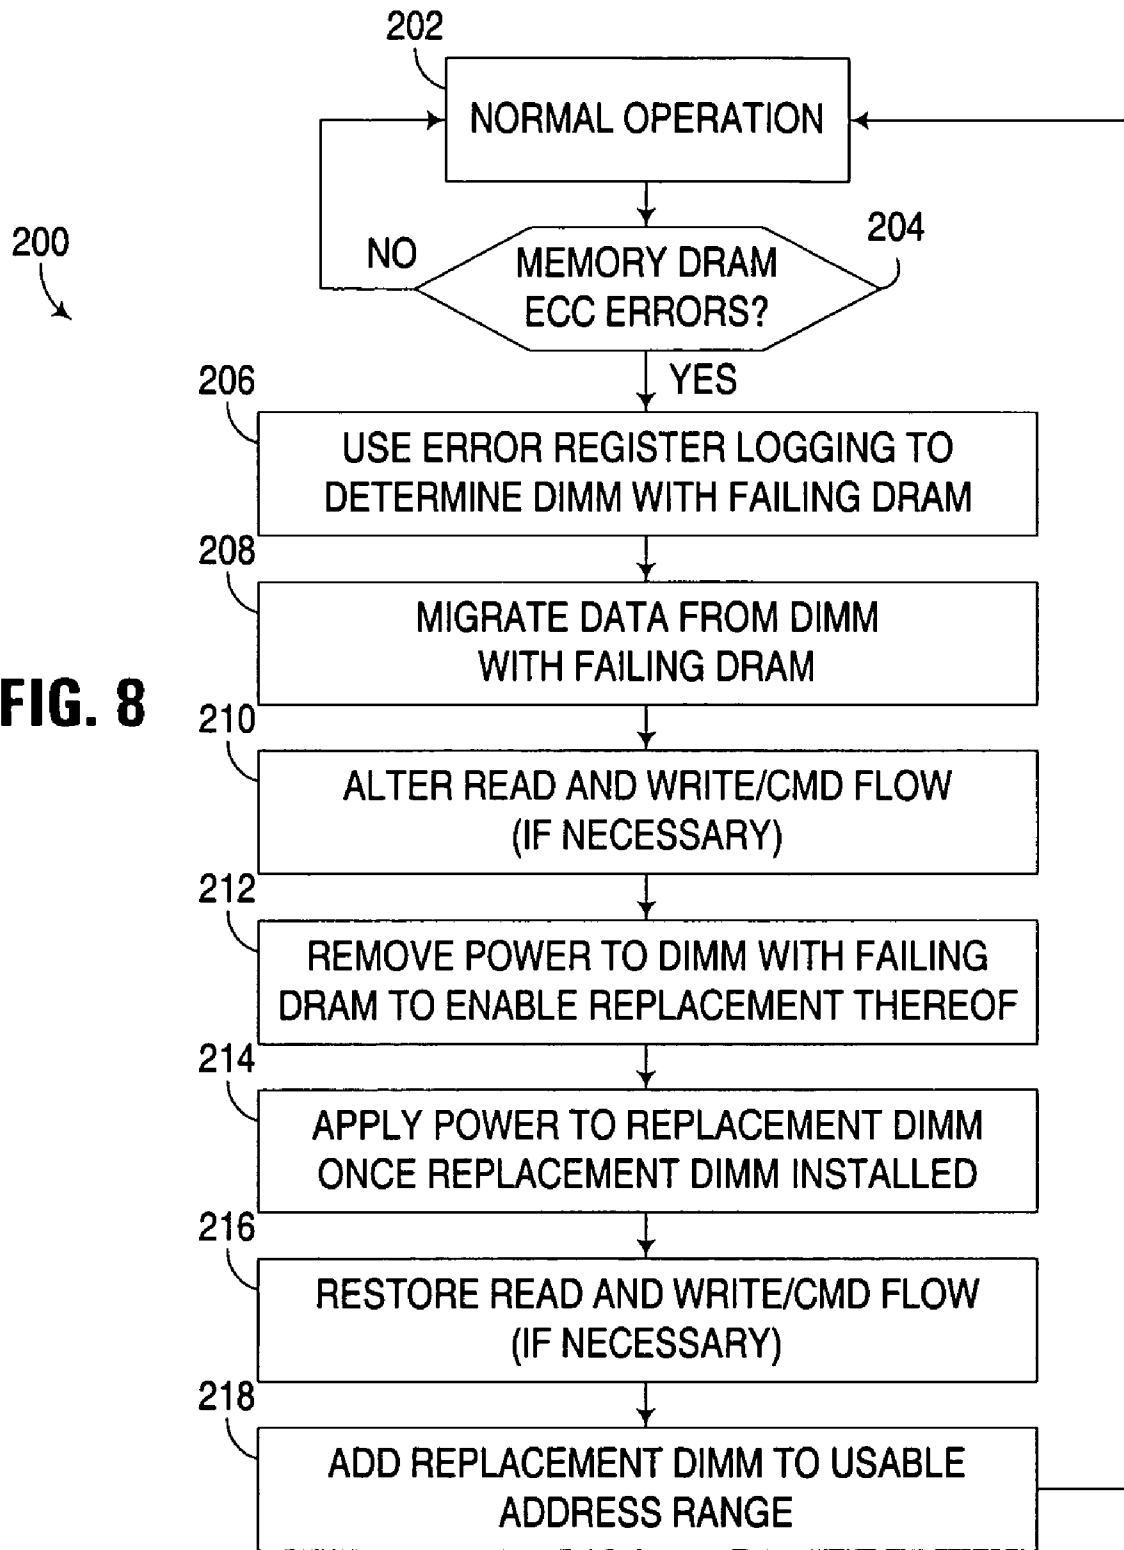 202
NORMAL OPERATION
200
NO
MEMORY DRAM
ECC ERRORS?
204
YES
206
USE ERROR REGISTER LOGGING TO
DETERMINE DIMM WITH FAILING DRAM
208
MIGRATE DATA FROM DIMM
WITH FAILING DRAM
FIG. 8
210
ALTER READ AND WRITE/CMD FLOW
(IF NECESSARY)
212
REMOVE POWER TO DIMM WITH FAILING
DRAM TO ENABLE REPLACEMENT THEREOF
214
APPLY POWER TO REPLACEMENT DIMM
ONCE REPLACEMENT DIMM INSTALLED
216
RESTORE READ AND WRITE/CMD FLOW
(IF NECESSARY)
218
ADD REPLACEMENT DIMM TO USABLE
ADDRESS RANGE